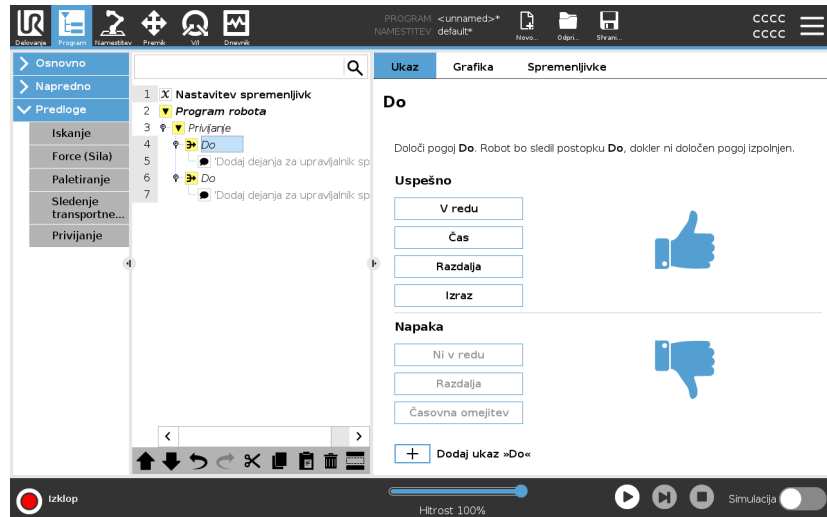 PROGRAM <unnamed>*
NAMESTITEV default*
Delovanje Program Namestitev Premik V/I Dnevnik
Novo... Odpri... Shrani...
CCCC
CCCC
Osnovno
Napredno
Predloge
Iskanje
Force (Sila)
Paletiranje
Sledenje
transportne...
Privijanje
1 X Nastavitev spremenljivk
2 Program robota
3 Privijanje
4 Do
5 'Dodaj dejanja za upravljalnik sp
6 Do
7 'Dodaj dejanja za upravljalnik sp
Ukaz Grafika Spremenljivke
Do
Določi pogoj Do. Robot bo sledil postopku Do, dokler ni določen pogoj izpolnjen.
Uspešno
V redu
Čas
Razdalja
Izraz
Napaka
Ni v redu
Razdalja
Časovna omejitev
Dodaj ukaz »Do«
Izklop
Hitrost 100%
Simulacija